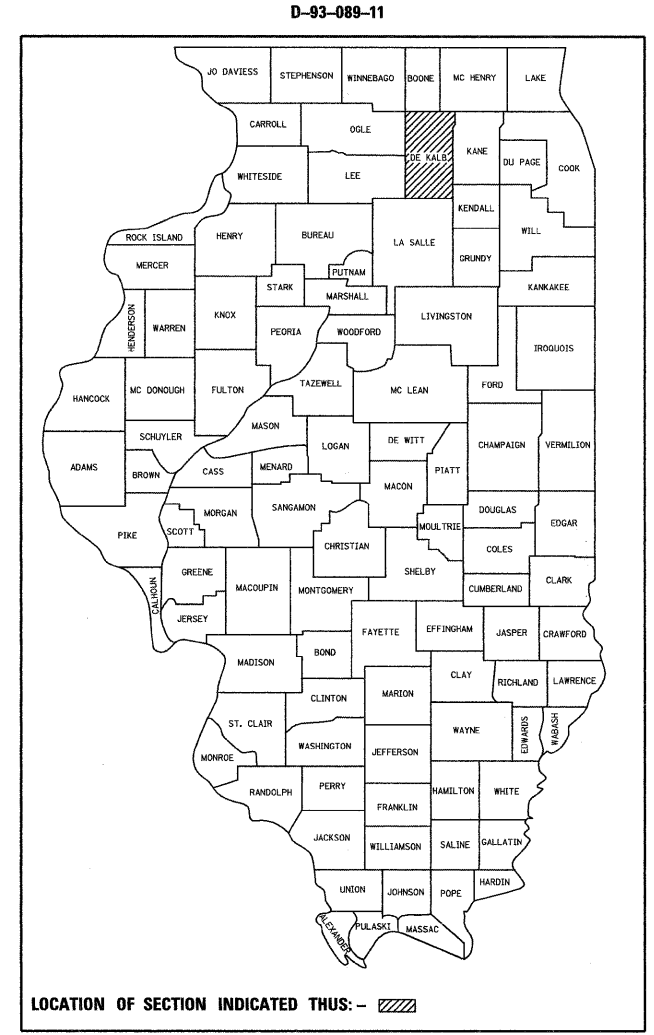 D-93-089-11
JO DAVIESS
STEPHENSON
WINNEBAGO
BOONE
MC HENRY
LAKE
CARROLL
OGLE
DE KALB
KANE
DU PAGE
COOK
WHITESIDE
LEE
KENDALL
WILL
ROCK ISLAND
HENRY
BUREAU
LA SALLE
GRUNDY
MERCER
PUTNAM
STARK
MARSHALL
KANKAKEE
HENDERSON
WARREN
KNOX
PEORIA
WOODFORD
LIVINGSTON
IROQUOIS
HANCOCK
MC DONOUGH
FULTON
TAZEWELL
MC LEAN
FORD
SCHUYLER
MASON
LOGAN
DE WITT
CHAMPAIGN
VERMILION
ADAMS
BROWN
CASS
MENARD
MACON
PIATT
PIKE
SCOTT
MORGAN
SANGAMON
CHRISTIAN
MOULTRIE
DOUGLAS
EDGAR
COLES
CALHOUN
GREENE
MACOUPIN
MONTGOMERY
SHELBY
CUMBERLAND
CLARK
JERSEY
MADISON
BOND
FAYETTE
EFFINGHAM
JASPER
CRAWFORD
CLINTON
MARION
CLAY
RICHLAND
LAWRENCE
ST. CLAIR
WASHINGTON
JEFFERSON
WAYNE
EDWARDS
WABASH
MONROE
RANDOLPH
PERRY
FRANKLIN
HAMILTON
WHITE
JACKSON
WILLIAMSON
SALINE
GALLATIN
UNION
JOHNSON
POPE
HARDIN
ALEXANDER
PULASKI
MASSAC
LOCATION OF SECTION INDICATED THUS: -